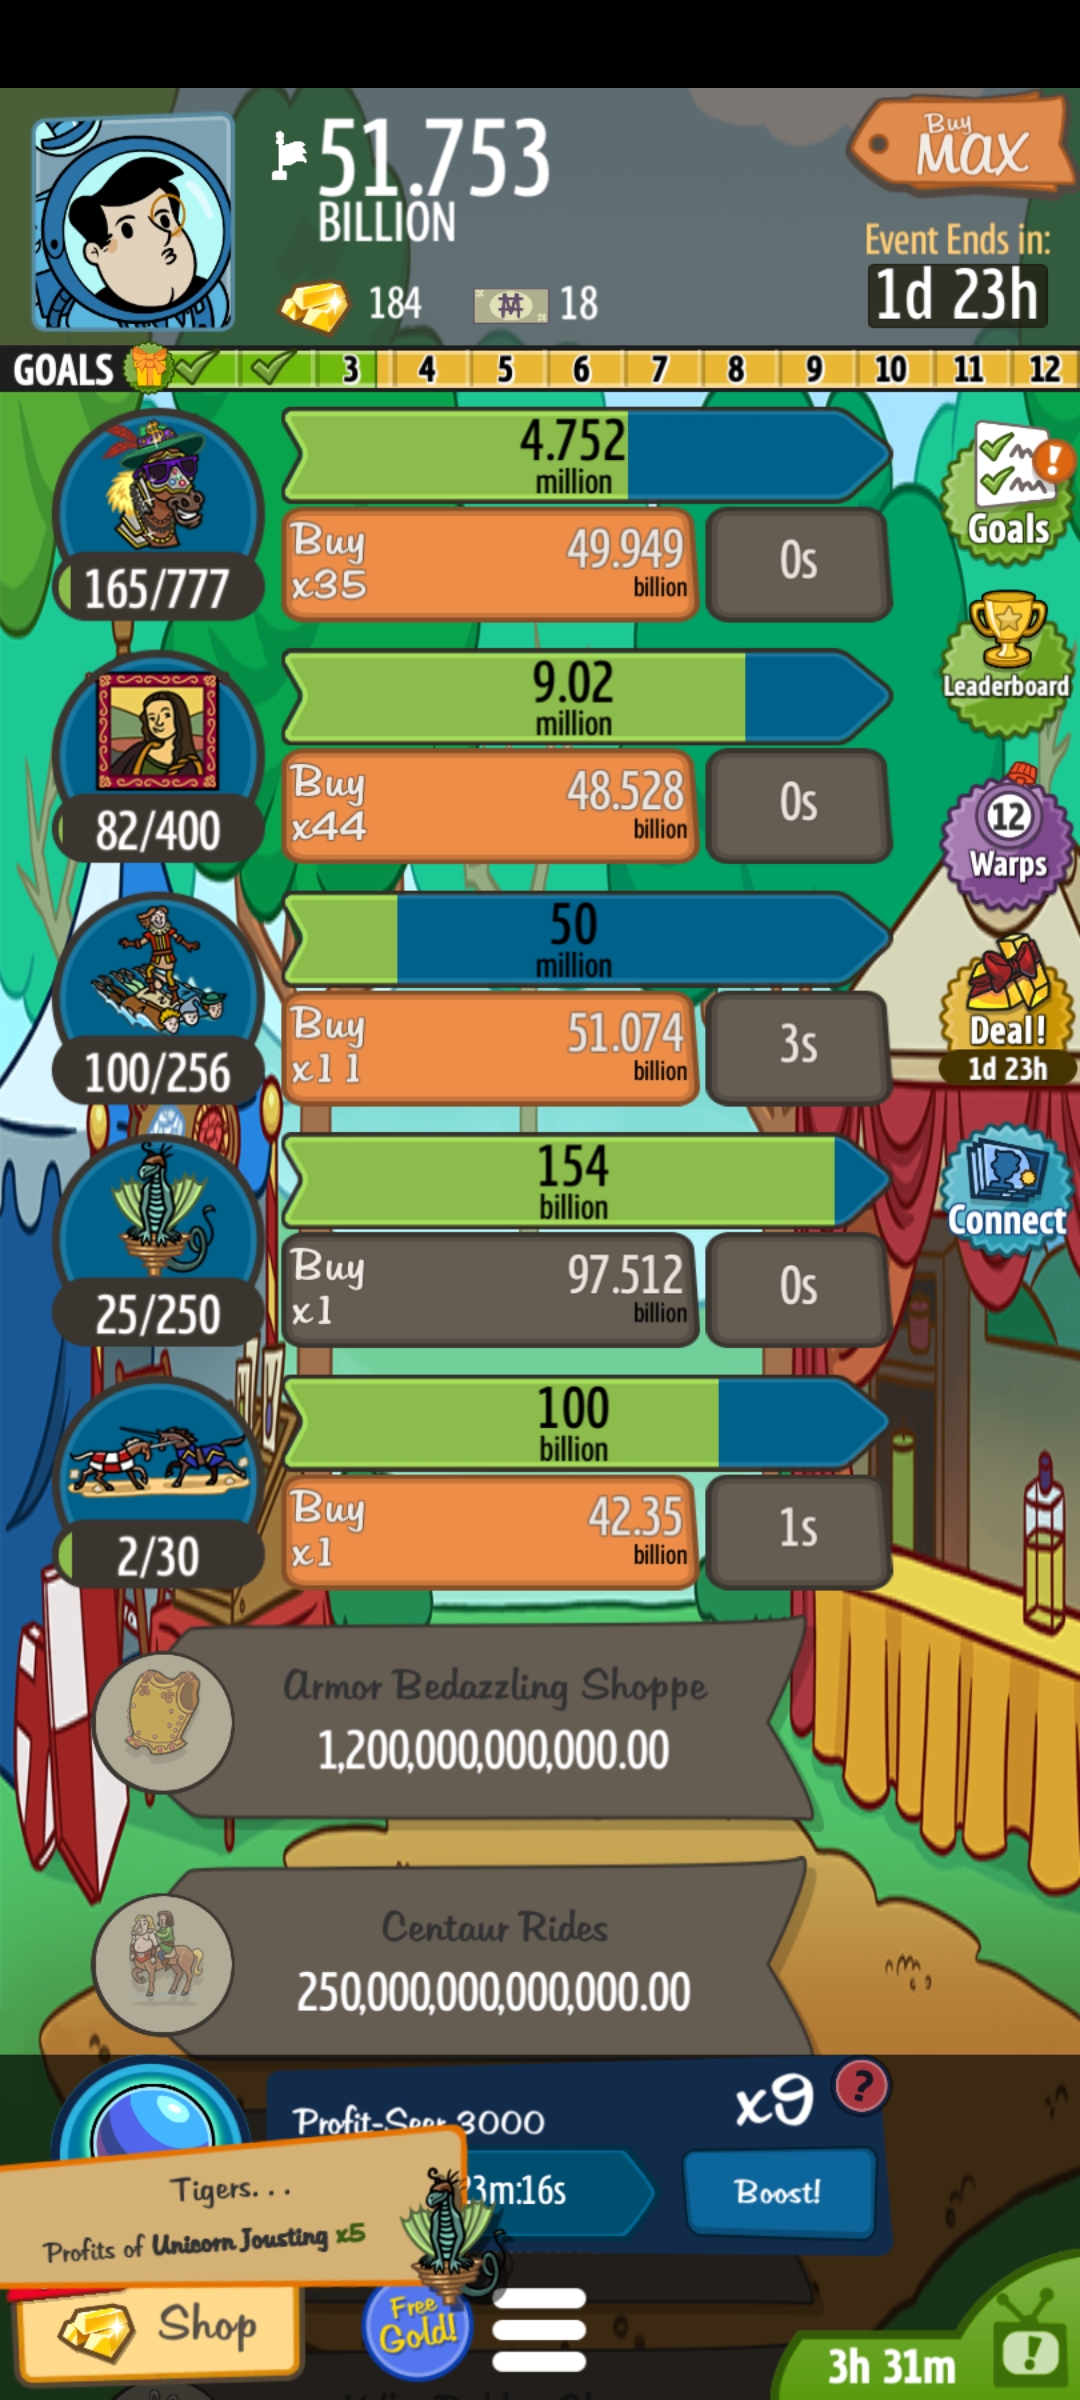 51.753
BILLION
Buy
MAX
184
18
Event Ends in:
1d 23h
GOALS
3
4
5
6
7
8
9
10
11
12
4.752
million
165/777
Buy
x35
49.949
billion
0s
Goals
9.02
million
82/400
Buy
x44
48.528
billion
0s
Leaderboard
12
Warps
50
million
100/256
Buy
x11
51.074
billion
3s
Deal!
1d 23h
154
billion
25/250
Buy
x1
97.512
billion
0s
Connect
100
billion
2/30
Buy
x1
42.35
billion
1s
Armor Bedazzling Shoppe
1,200,000,000,000.00
Centaur Rides
250,000,000,000,000.00
Profit-Seer 3000
x9
?
3m:16s
Boost!
Tigers...
Profits of Unicorn Jousting x5
Shop
Free
Gold!
3h 31m